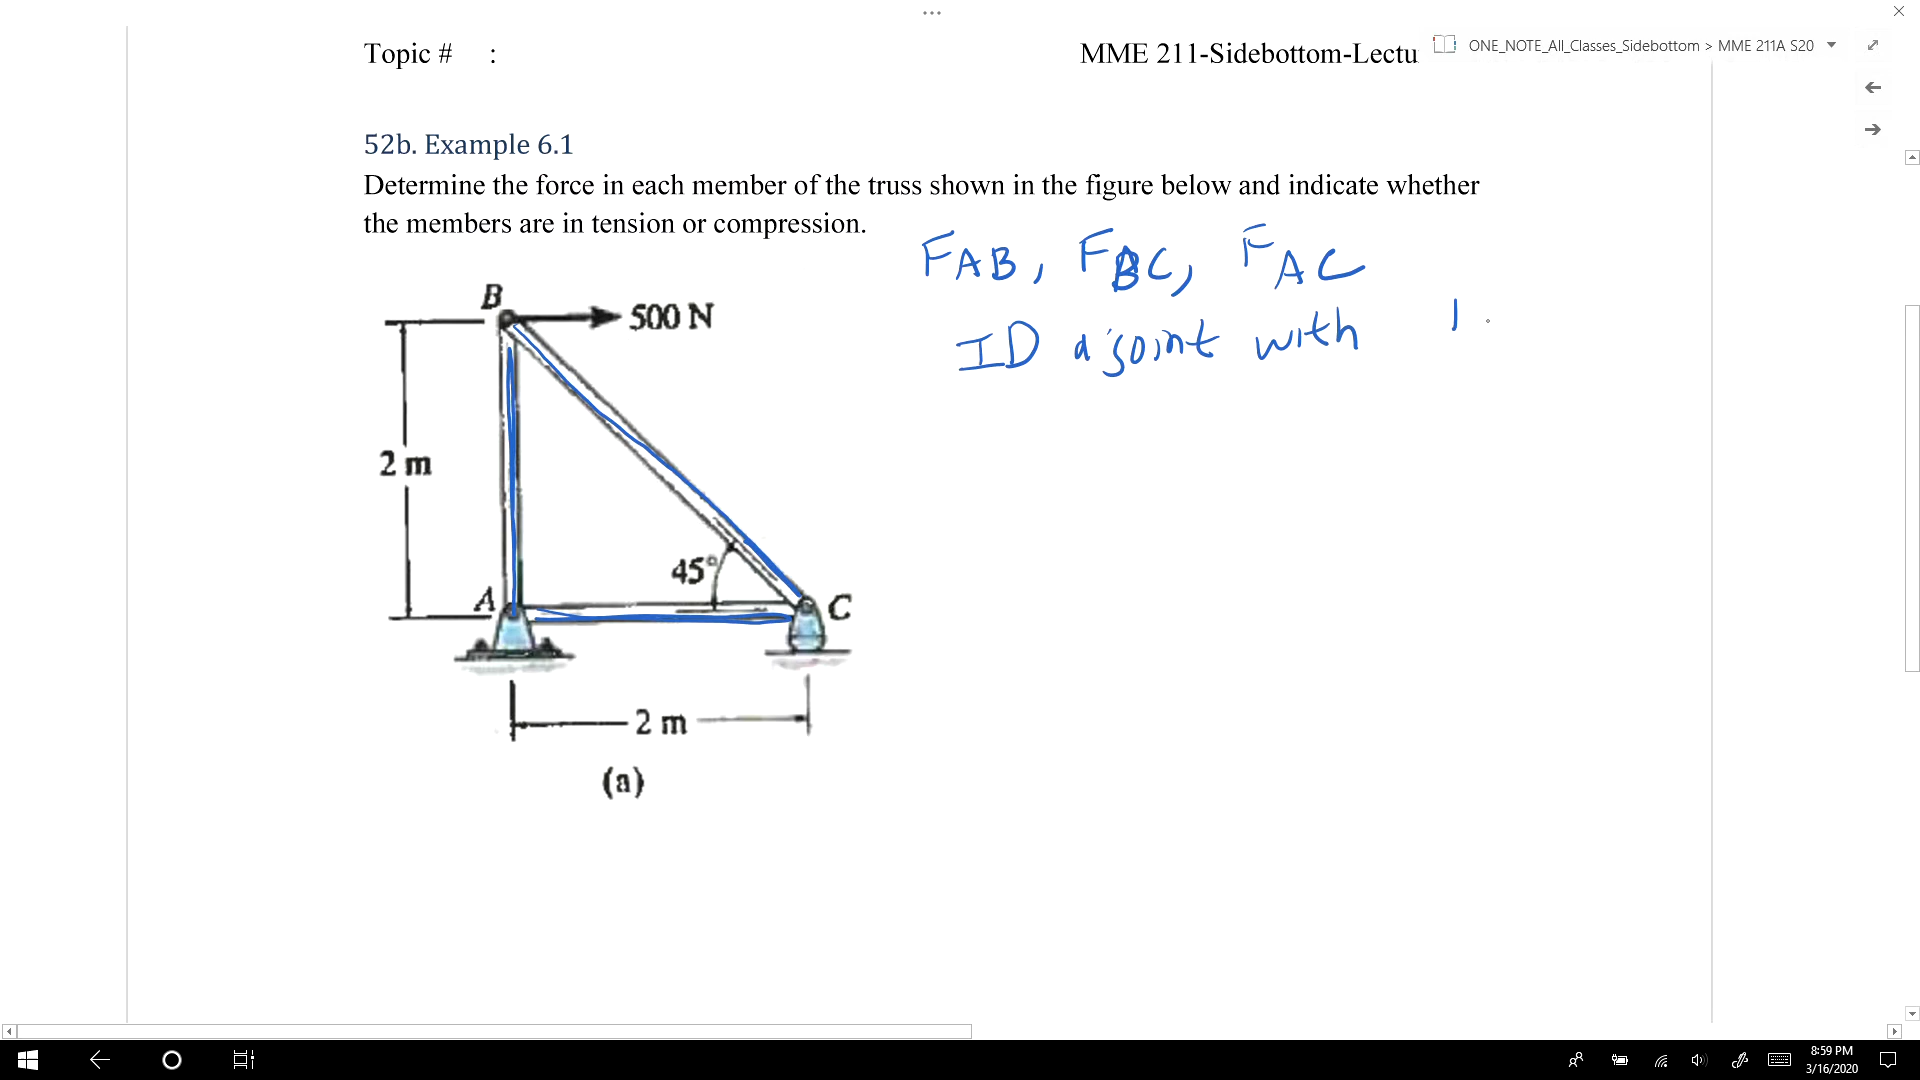 Topic # :
MME 211-Sidebottom-Lectu
ONE_NOTE_All_Classes_Sidebottom > MME 211A S20
52b. Example 6.1
Determine the force in each member of the truss shown in the figure below and indicate whether
the members are in tension or compression.
FAB, FBC, FAC
ID a joint with 1
B
500 N
2 m
45°
A
C
2 m
(a)
8:59 PM
3/16/2020